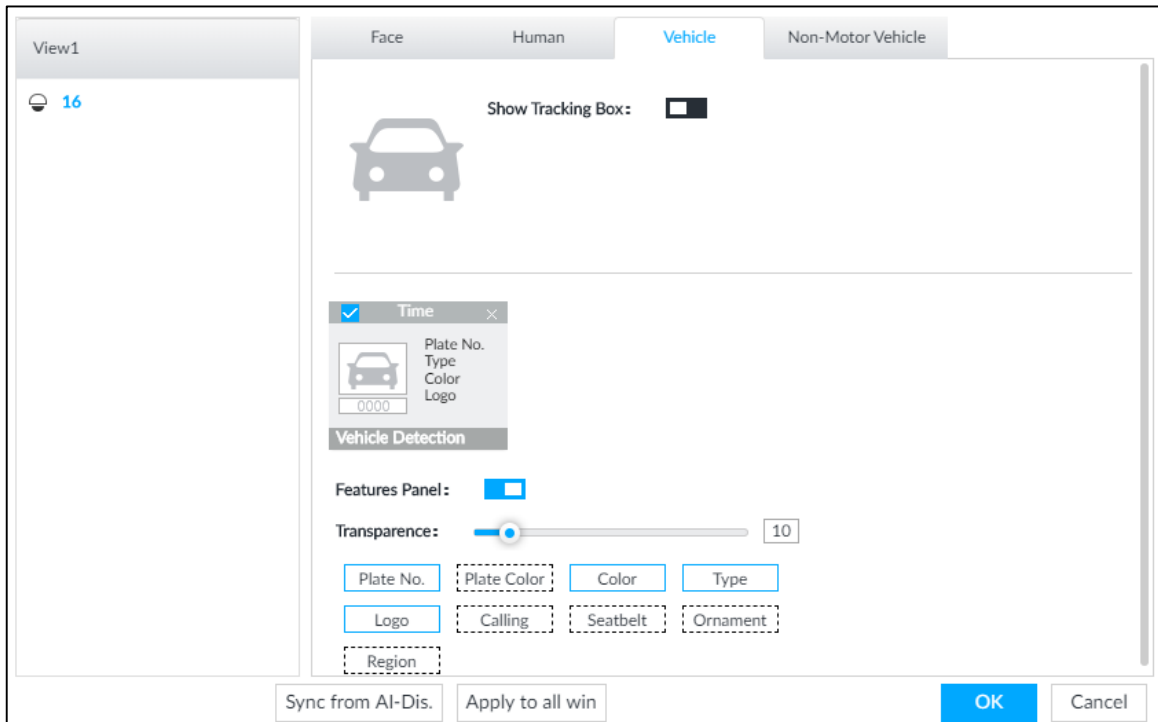 View1
Face Human Vehicle Non-Motor Vehicle
16
Show Tracking Box:
Time
Plate No.
Type
Color
Logo
0000
Vehicle Detection
Features Panel:
Transparence: 10
Plate No. Plate Color Color Type
Logo Calling Seatbelt Ornament
Region
Sync from AI-Dis. Apply to all win OK Cancel